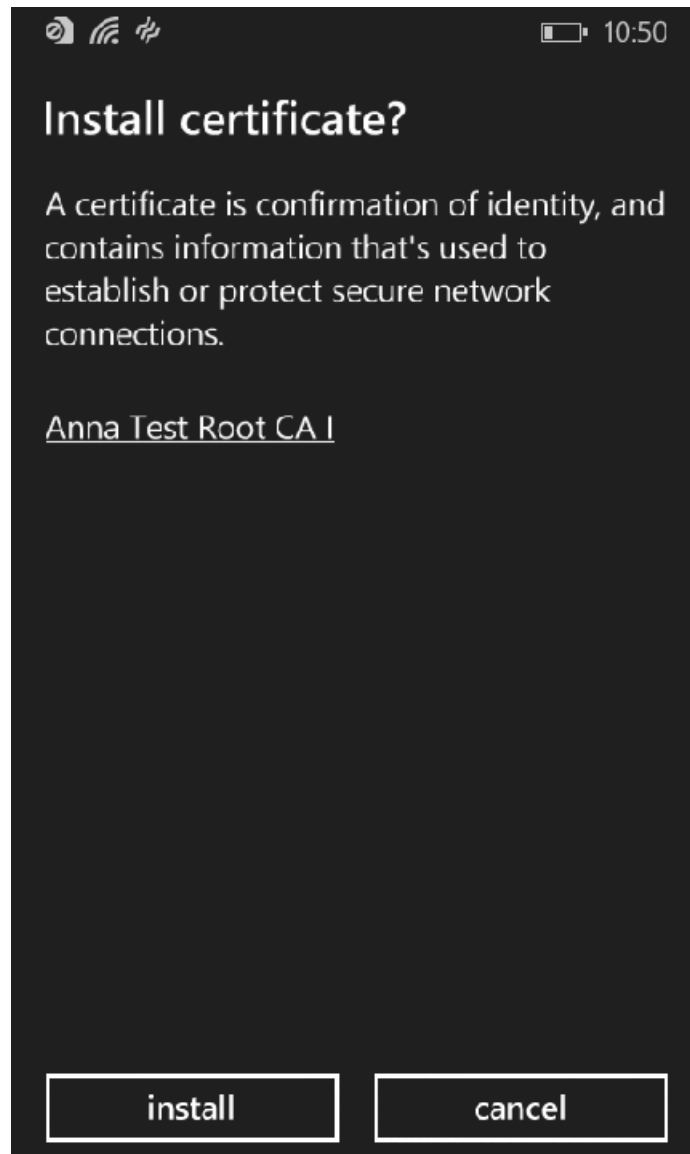 10:50
Install certificate?
A certificate is confirmation of identity, and
contains information that's used to
establish or protect secure network
connections.
Anna Test Root CA I
install
cancel